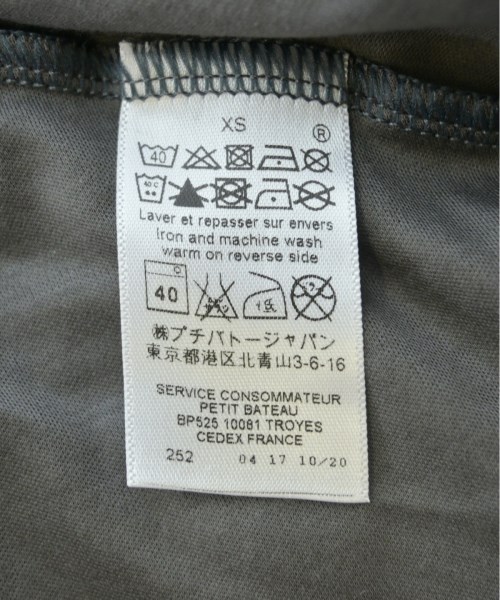 XS
®
40
40c
Laver et repasser sur envers
Iron and machine wash
warm on reverse side
40
低
㈱プチバトージャパン
東京都港区北青山3-6-16
SERVICE CONSOMMATEUR
PETIT BATEAU
BP525 10081 TROYES
CEDEX FRANCE
252 04 17 10/20